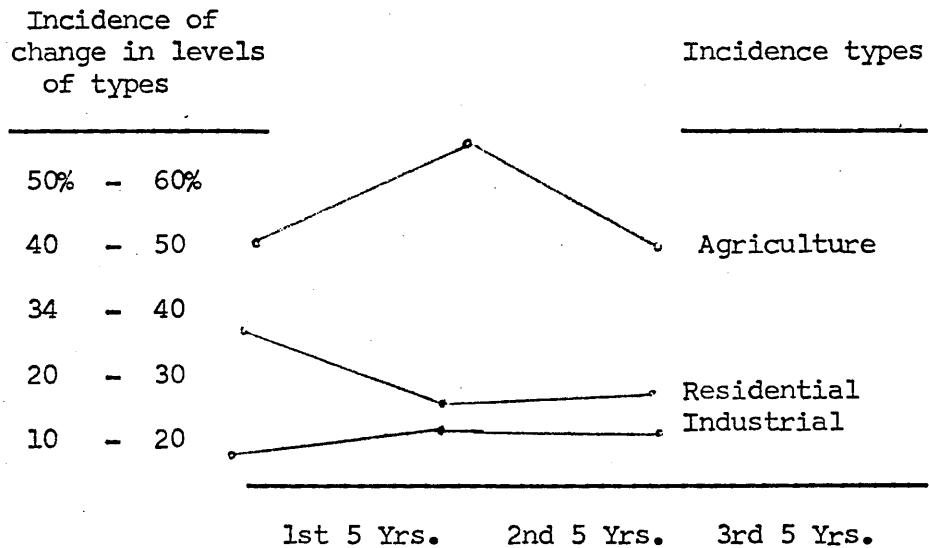 Incidence of
change in levels
of types
Incidence types
50% - 60%
40 - 50
Agriculture
34 - 40
20 - 30
Residential
Industrial
10 - 20
1st 5 Yrs. 2nd 5 Yrs. 3rd 5 Yrs.